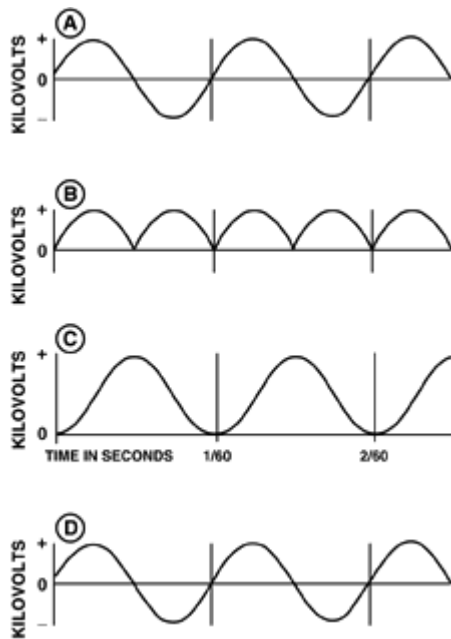 A
KILOVOLTS
+
0
−
B
KILOVOLTS
+
0
C
KILOVOLTS
+
0
TIME IN SECONDS 1/60 2/60
D
KILOVOLTS
+
0
−